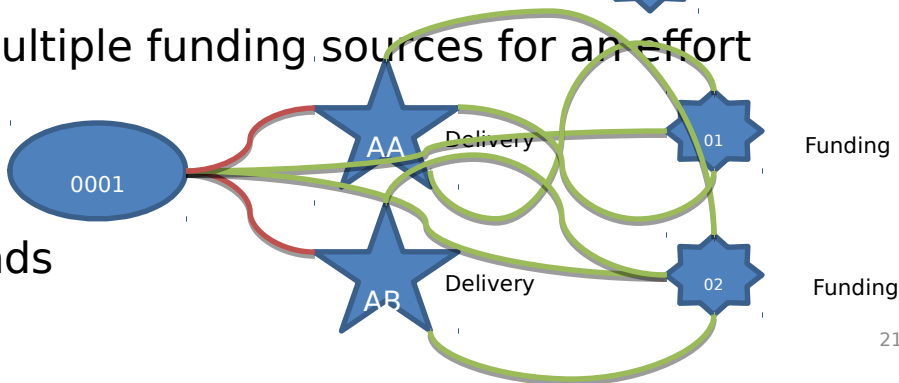 ultiple funding sources for an effort
AA
Delivery
01
Funding
0001
nds
AB
Delivery
02
Funding
21